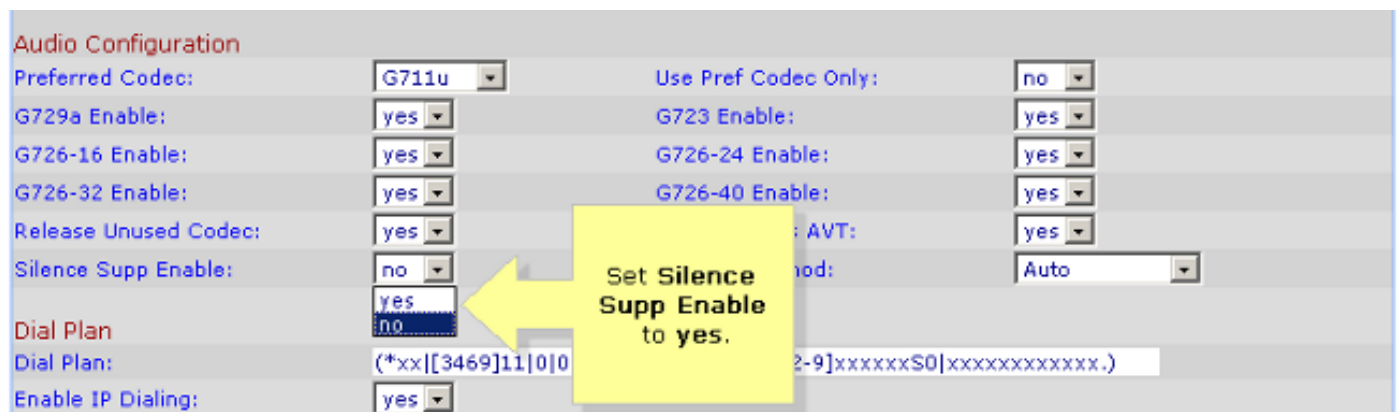 Audio Configuration
Preferred Codec: G711u Use Pref Codec Only: no
G729a Enable: yes G723 Enable: yes
G726-16 Enable: yes G726-24 Enable: yes
G726-32 Enable: yes G726-40 Enable: yes
Release Unused Codec: yes AVT: yes
Silence Supp Enable: no Auto
yes
no
Set Silence
Supp Enable
to yes.
Dial Plan
Dial Plan: (*xx|[3469]11|0|0 2-9]xxxxxxS0|xxxxxxxxxxxx.)
Enable IP Dialing: yes